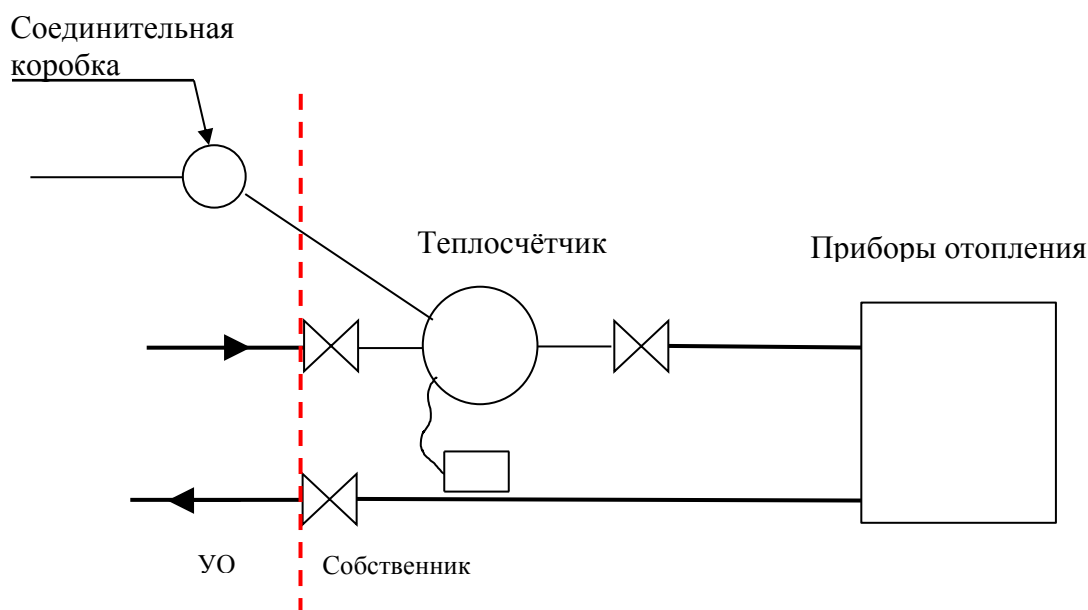 Соединительная
коробка
Теплосчётчик
Приборы отопления
УО
Собственник